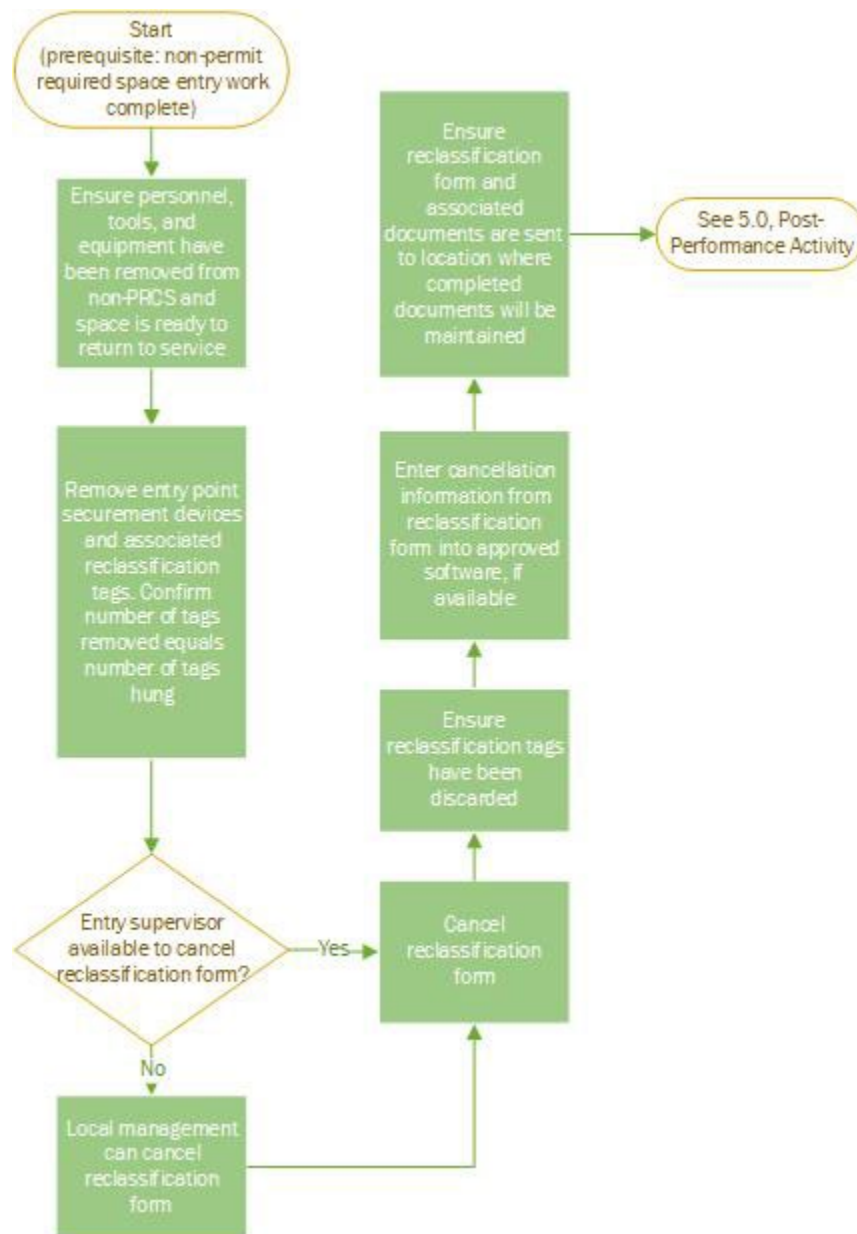 Start
(prerequisite: non-permit
required space entry work
complete)
Ensure personnel,
tools, and
equipment have
been removed from
non-PRCS and
space is ready to
return to service
Remove entry point
securement devices
and associated
reclassification
tags. Confirm
number of tags
removed equals
number of tags
hung
Entry supervisor
available to cancel
reclassification form?
Yes
No
Local management
can cancel
reclassification
form
Cancel
reclassification
form
Ensure
reclassification tags
have been
discarded
Enter cancellation
information from
reclassification
form into approved
software, if
available
Ensure
reclassification
form and
associated
documents are sent
to location where
completed
documents will be
maintained
See 5.0, Post-
Performance Activity